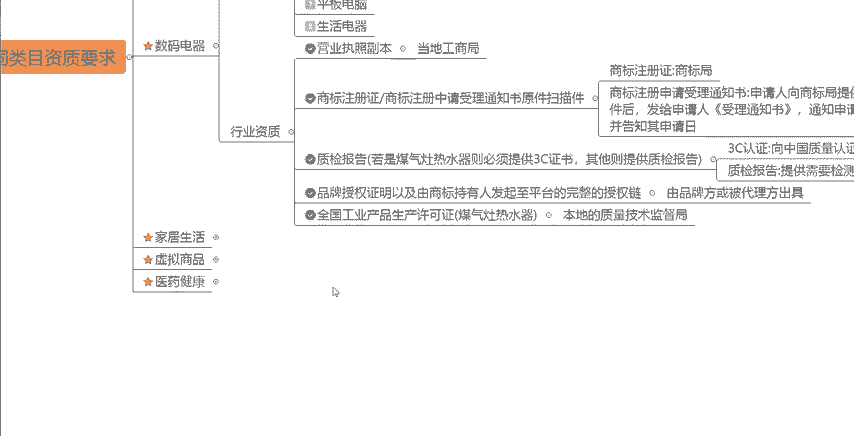 平板电脑
生活电器
数码电器
营业执照副本
当地工商局
同类目资质要求
商标注册证:商标局
商标注册证/商标注册申请受理通知书原件扫描件
商标注册申请受理通知书:申请人向商标局提
件后，发给申请人《受理通知书》，通知申请
并告知其申请日
行业资质
3C认证:向中国质量认证
质检报告(若是煤气灶热水器则必须提供3C证书，其他则提供质检报告)
质检报告:提供需要检测
品牌授权证明以及由商标持有人发起至平台的完整的授权链
由品牌方或被代理方出具
全国工业产品生产许可证(煤气灶热水器)
本地的质量技术监督局
家居生活
虚拟商品
医药健康